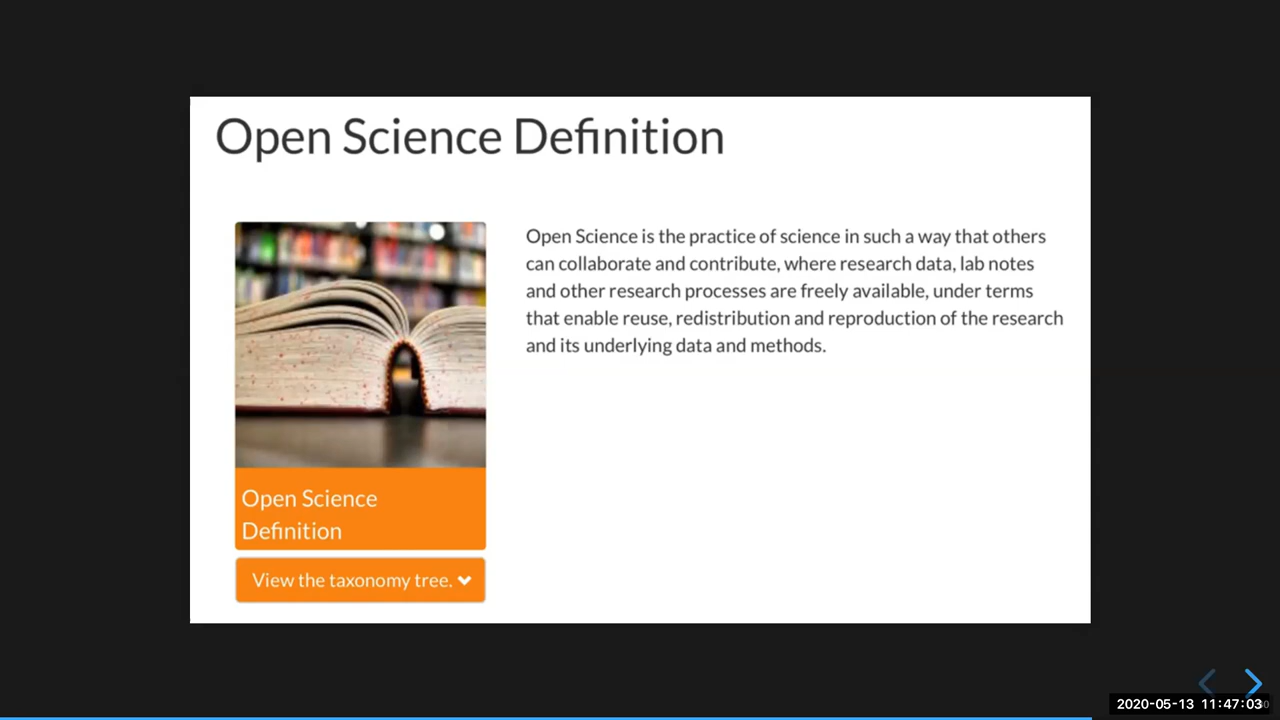 Open Science Definition
Open Science is the practice of science in such a way that others
can collaborate and contribute, where research data, lab notes
and other research processes are freely available, under terms
that enable reuse, redistribution and reproduction of the research
and its underlying data and methods.
Open Science
Definition
View the taxonomy tree.
2020-05-13 11:47:03